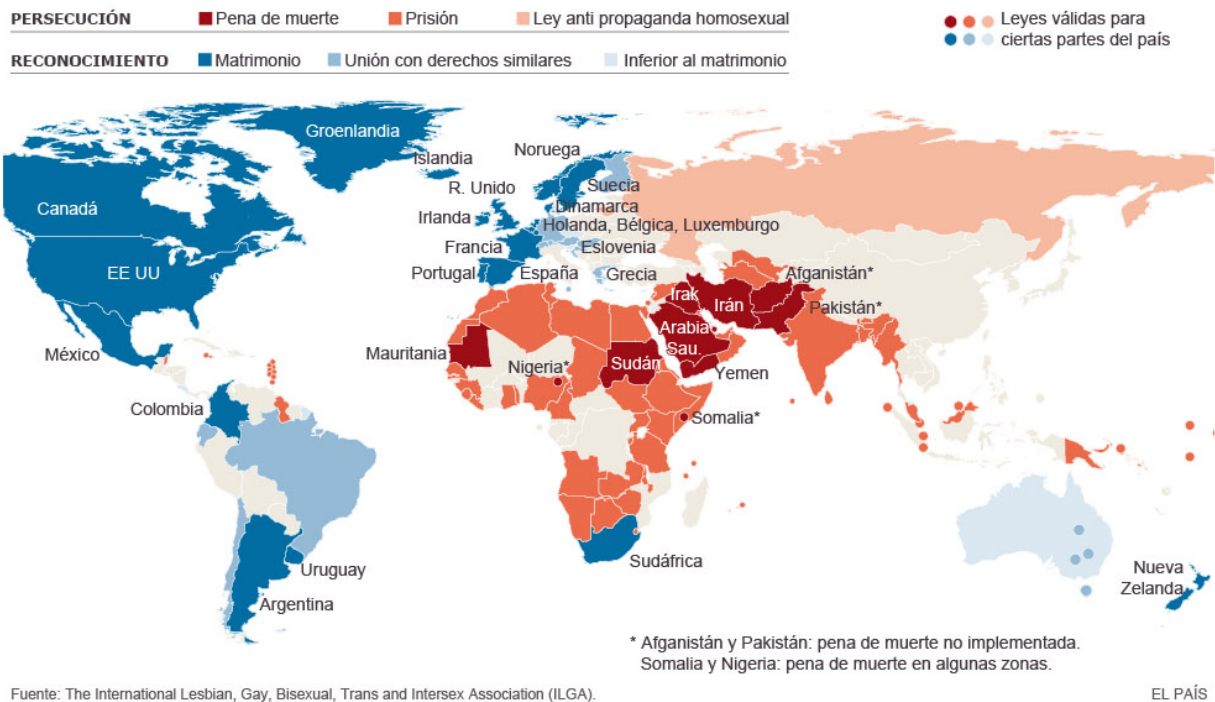 PERSECUCIÓN Pena de muerte Prisión Ley anti propaganda homosexual
Leyes válidas para
ciertas partes del país
RECONOCIMIENTO Matrimonio Unión con derechos similares Inferior al matrimonio
Groenlandia
Islandia
Noruega
R. Unido
Suecia
Canadá
Dinamarca
Irlanda
Holanda, Bélgica, Luxemburgo
Francia
Eslovenia
EE UU
Portugal
España
Grecia
Afganistán*
Irak
Irán
Pakistán*
Arabia
Sau.
México
Mauritania
Nigeria*
Sudán
Yemen
Colombia
Somalia*
Sudáfrica
Uruguay
Nueva
Zelanda
Argentina
* Afganistán y Pakistán: pena de muerte no implementada.
Somalia y Nigeria: pena de muerte en algunas zonas.
Fuente: The International Lesbian, Gay, Bisexual, Trans and Intersex Association (ILGA).
EL PAÍS